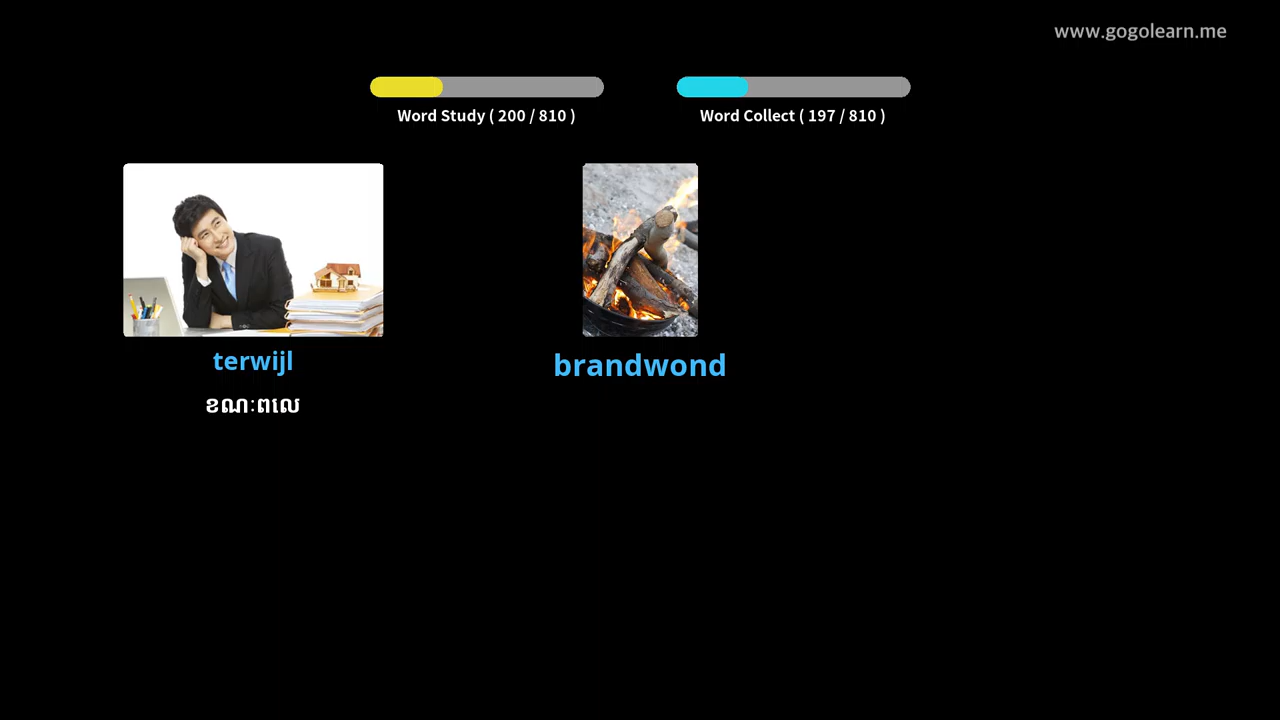 www.gogolearn.me
Word Study ( 200 / 810 )
Word Collect ( 197 / 810 )
terwijl
ខណៈពេល
brandwond